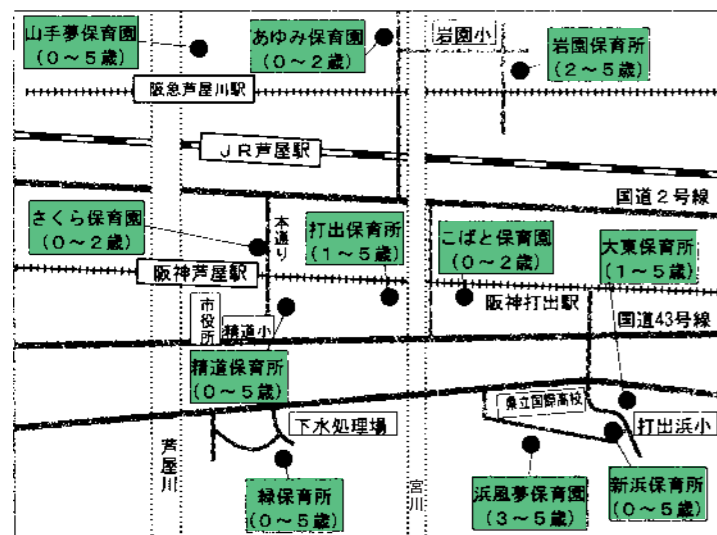 山手夢保育園
(0～5歳)
あゆみ保育園
(0～2歳)
岩園小
岩園保育所
(2～5歳)
阪急芦屋川駅
JR芦屋駅
国道2号線
さくら保育園
(0～2歳)
本通り
打出保育所
(1～5歳)
こばと保育園
(0～2歳)
大東保育所
(1～5歳)
阪神芦屋駅
阪神打出駅
市役所
精道小
国道43号線
精道保育所
(0～5歳)
県立国際高校
下水処理場
打出浜小
芦屋川
緑保育所
(0～5歳)
宮川
浜風夢保育園
(3～5歳)
新浜保育所
(0～5歳)